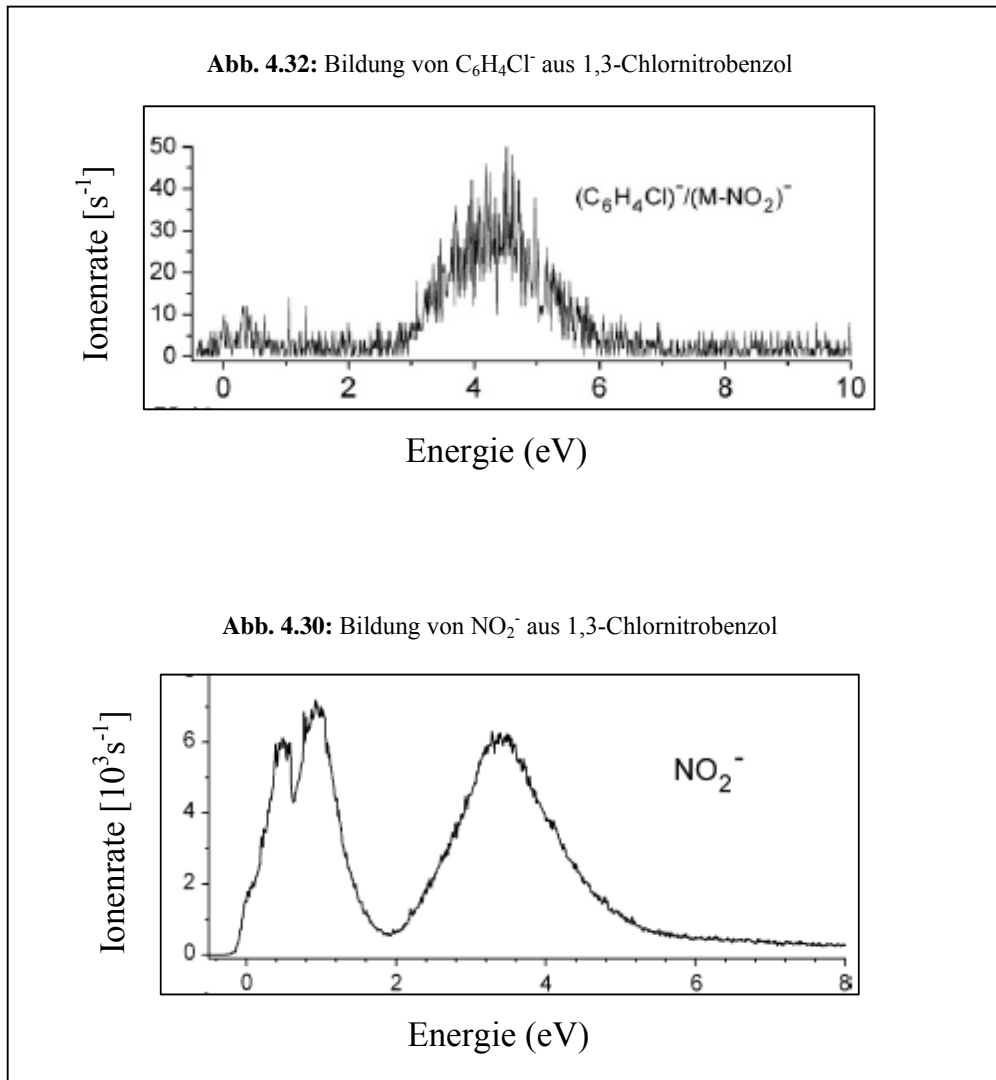 Abb. 4.32: Bildung von C₆H₄Cl⁻ aus 1,3-Chlornitrobenzol
50
40
30
20
10
0
Ionenrate [s⁻¹]
(C₆H₄Cl)⁻/(M-NO₂)⁻
0 2 4 6 8 10
Energie (eV)
Abb. 4.30: Bildung von NO₂⁻ aus 1,3-Chlornitrobenzol
6
4
2
0
Ionenrate [10³s⁻¹]
NO₂⁻
0 2 4 6 8
Energie (eV)